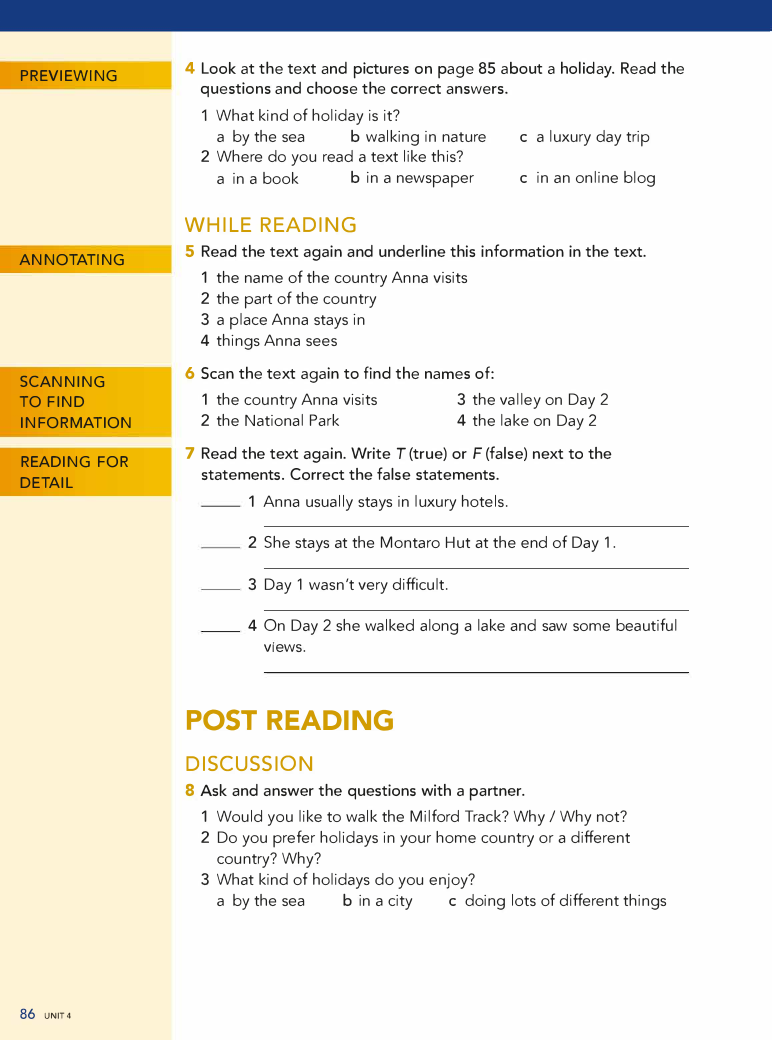 PREVIEWING
4 Look at the text and pictures on page 85 about a holiday. Read the
questions and choose the correct answers.
1 What kind of holiday is it?
a by the sea b walking in nature c a luxury day trip
2 Where do you read a text like this?
a in a book b in a newspaper c in an online blog
WHILE READING
ANNOTATING
5 Read the text again and underline this information in the text.
1 the name of the country Anna visits
2 the part of the country
3 a place Anna stays in
4 things Anna sees
SCANNING
TO FIND
INFORMATION
6 Scan the text again to find the names of:
1 the country Anna visits 3 the valley on Day 2
2 the National Park 4 the lake on Day 2
READING FOR
DETAIL
7 Read the text again. Write T (true) or F (false) next to the
statements. Correct the false statements.
1 Anna usually stays in luxury hotels.
2 She stays at the Montaro Hut at the end of Day 1.
3 Day 1 wasn't very difficult.
4 On Day 2 she walked along a lake and saw some beautiful
views.
POST READING
DISCUSSION
8 Ask and answer the questions with a partner.
1 Would you like to walk the Milford Track? Why / Why not?
2 Do you prefer holidays in your home country or a different
country? Why?
3 What kind of holidays do you enjoy?
a by the sea b in a city c doing lots of different things
86 UNIT 4